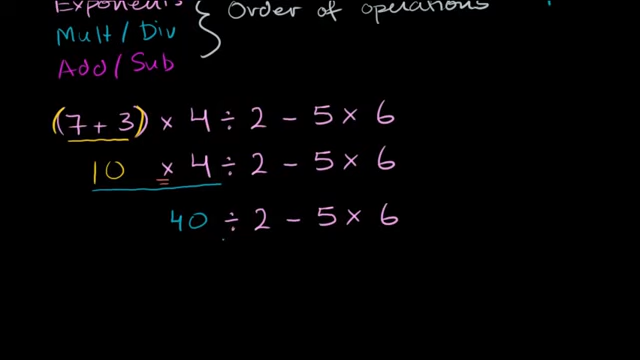 Exponents
Order of operations
Mult/Div
Add/Sub
(7 + 3) × 4 ÷ 2 − 5 × 6
10 × 4 ÷ 2 − 5 × 6
40 ÷ 2 − 5 × 6